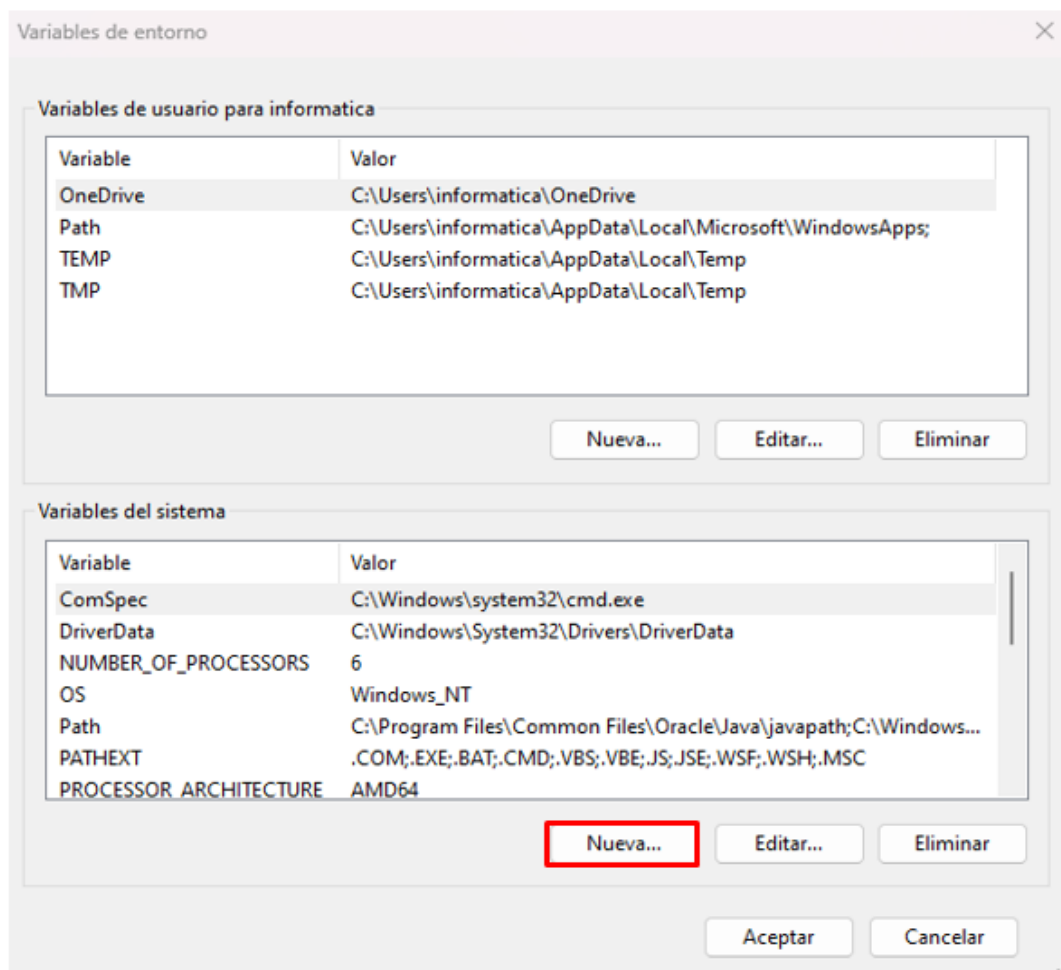 Variables de entorno
Variables de usuario para informatica
Variable Valor
OneDrive C:\Users\informatica\OneDrive
Path C:\Users\informatica\AppData\Local\Microsoft\WindowsApps;
TEMP C:\Users\informatica\AppData\Local\Temp
TMP C:\Users\informatica\AppData\Local\Temp
Nueva... Editar... Eliminar
Variables del sistema
Variable Valor
ComSpec C:\Windows\system32\cmd.exe
DriverData C:\Windows\System32\Drivers\DriverData
NUMBER_OF_PROCESSORS 6
OS Windows_NT
Path C:\Program Files\Common Files\Oracle\Java\javapath;C:\Windows...
PATHEXT .COM;.EXE;.BAT;.CMD;.VBS;.VBE;.JS;.JSE;.WSF;.WSH;.MSC
PROCESSOR_ARCHITECTURE AMD64
Nueva... Editar... Eliminar
Aceptar Cancelar